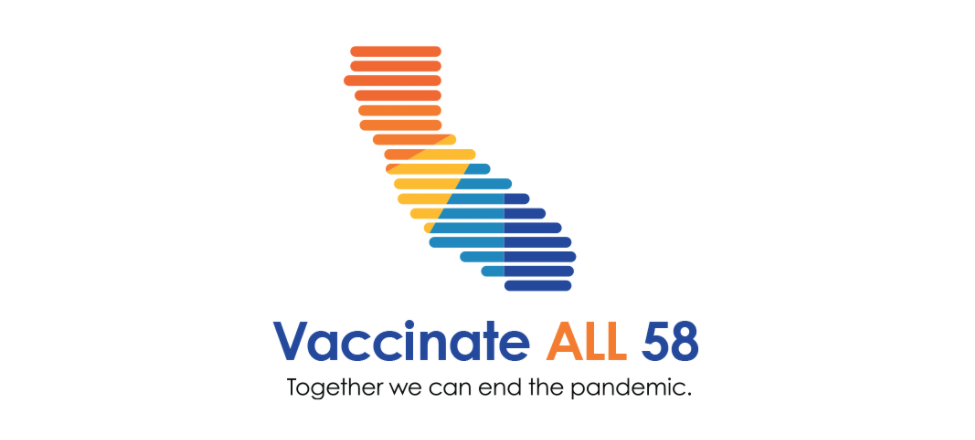 Vaccinate ALL 58
Together we can end the pandemic.